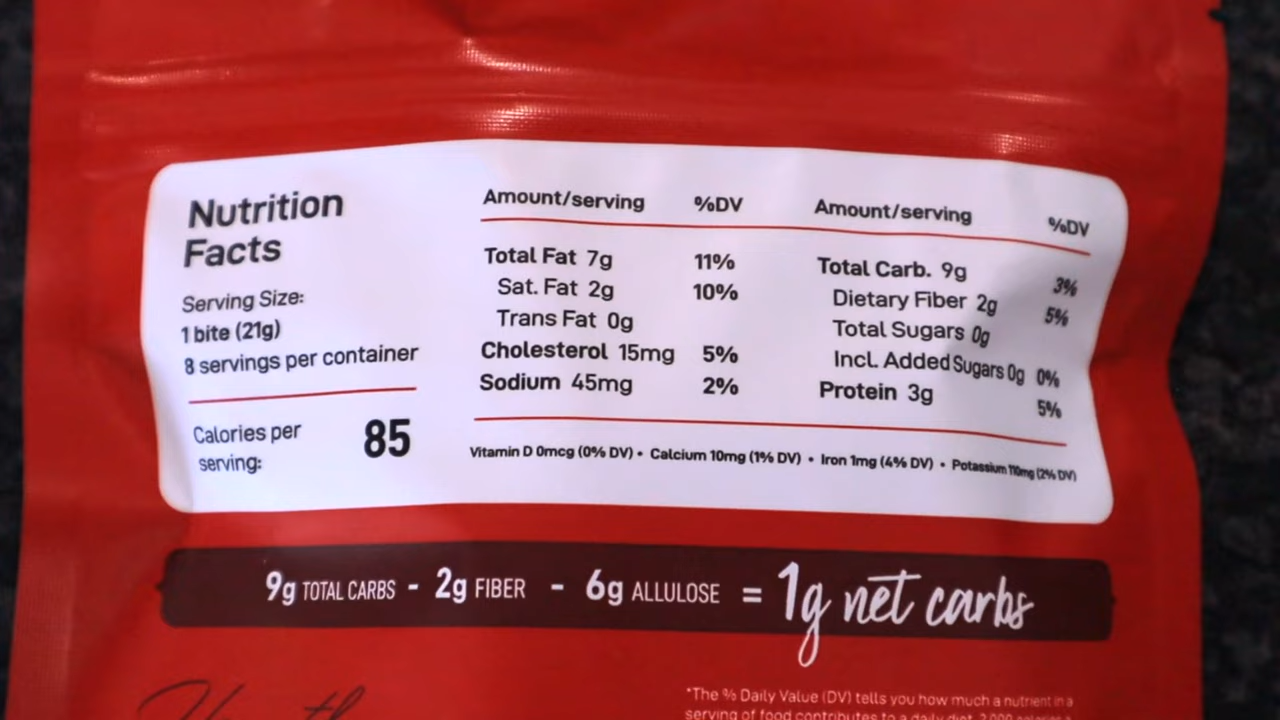 Nutrition
Facts
Serving Size:
1 bite (21g)
8 servings per container
Calories per
serving:
85
Amount/serving %DV
Total Fat 7g 11%
Sat. Fat 2g 10%
Trans Fat 0g
Cholesterol 15mg 5%
Sodium 45mg 2%
Amount/serving %DV
Total Carb. 9g 3%
Dietary Fiber 2g 5%
Total Sugars 0g
Incl. Added Sugars 0g 0%
Protein 3g 5%
Vitamin D 0mcg (0% DV) • Calcium 10mg (1% DV) • Iron 1mg (4% DV) • Potassium 110mg (2% DV)
9g TOTAL CARBS - 2g FIBER - 6g ALLULOSE = 1g net carbs
*The % Daily Value (DV) tells you how much a nutrient in a
serving of food contributes to a daily diet. 2,000